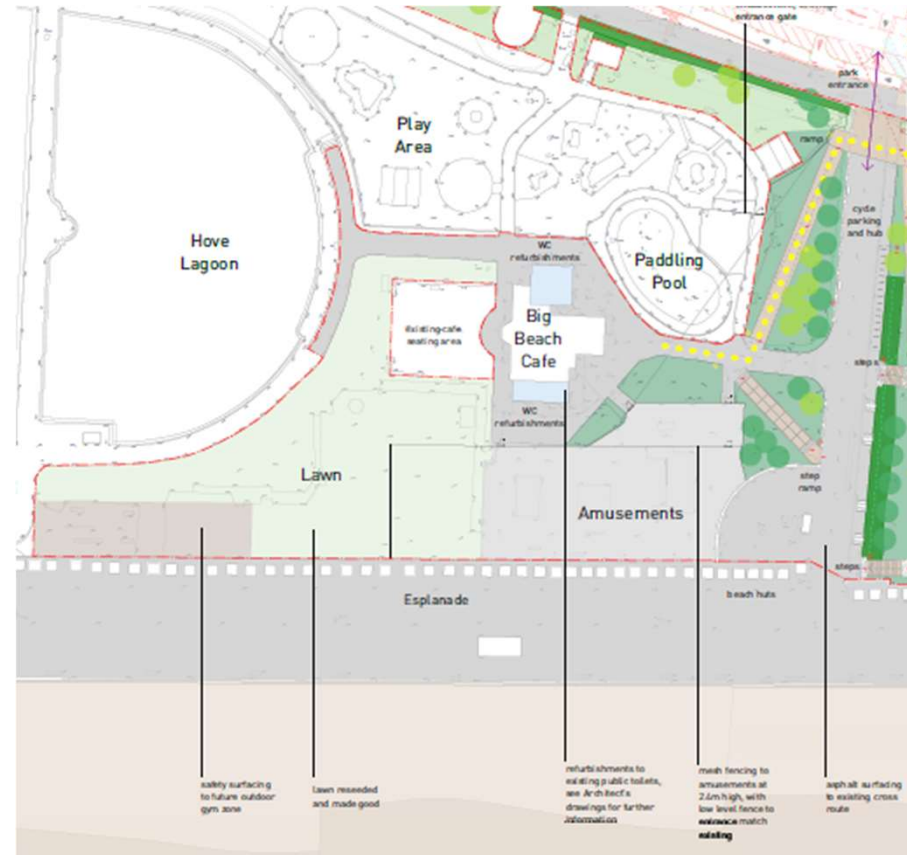 entrance gate
park
entrance
Play
Area
ramp
cycle
parking
and hub
Hove
Lagoon
WC
refurbishments
Paddling
Pool
Big
Beach
Cafe
existing cafe
seating area
steps
WC
refurbishments
Lawn
step
ramp
Amusements
steps
beach huts
Esplanade
safety surfacing
to future outdoor
gym zone
lawn reseeded
and made good
refurbishments to
existing public toilets,
see Architect's
drawings for further
information
mesh fencing to
amusements at
2.4m high, with
low level fence to
entrance match
existing
asphalt surfacing
to existing cross
route